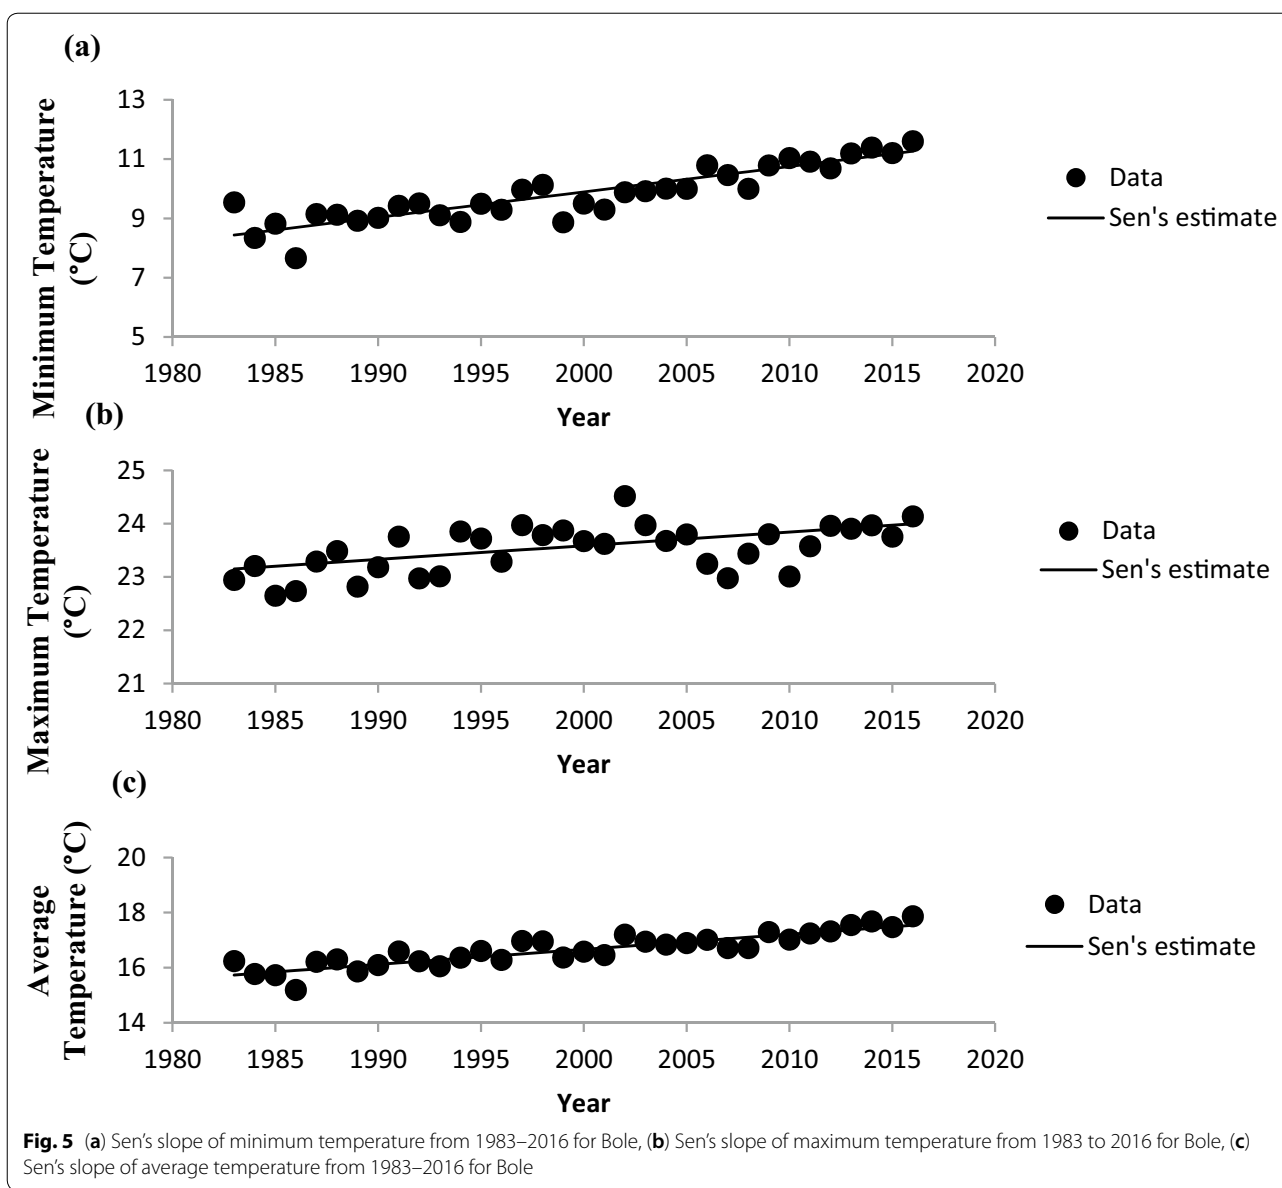 (a)
Minimum Temperature
(°C)
13
11
9
7
5
1980 1985 1990 1995 2000 2005 2010 2015 2020
Year
Data
Sen's estimate
(b)
Maximum Temperature
(°C)
25
24
23
22
21
1980 1985 1990 1995 2000 2005 2010 2015 2020
Year
Data
Sen's estimate
(c)
Average
Temperature (°C)
20
18
16
14
1980 1985 1990 1995 2000 2005 2010 2015 2020
Year
Data
Sen's estimate
Fig. 5 (a) Sen's slope of minimum temperature from 1983–2016 for Bole, (b) Sen's slope of maximum temperature from 1983 to 2016 for Bole, (c)
Sen's slope of average temperature from 1983–2016 for Bole